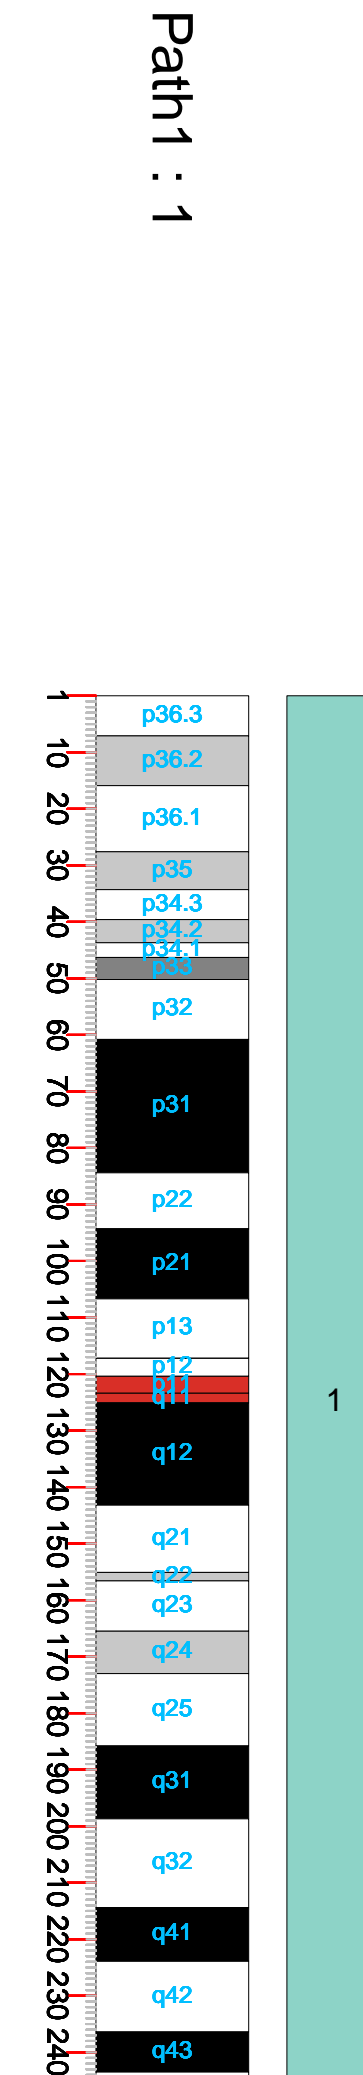 Path1 : 1
1
10
20
30
40
50
60
70
80
90
100
110
120
130
140
150
160
170
180
190
200
210
220
230
240
p36.3
p36.2
p36.1
p35
p34.3
p34.2
p34.1
p33
p32
p31
p22
p21
p13
p12
p11
q11
q12
q21
q22
q23
q24
q25
q31
q32
q41
q42
q43
1